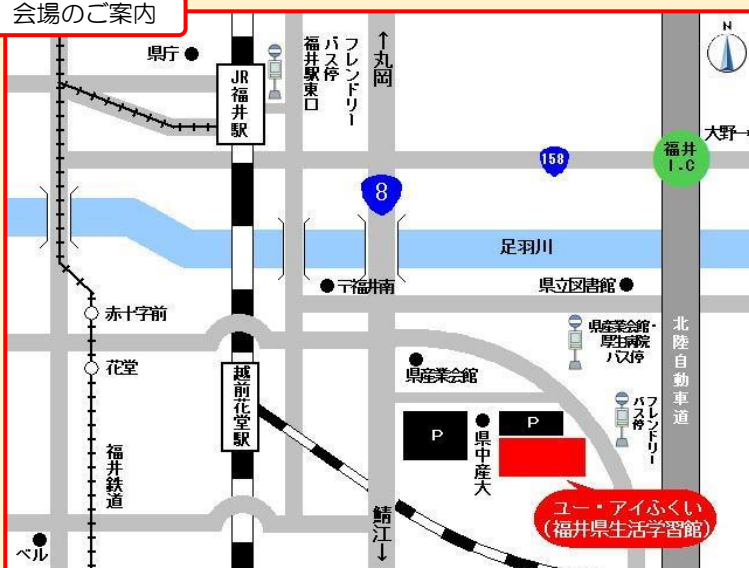 会場のご案内
県庁
JR福井駅
フレンドリー
バス停
福井駅東口
↑丸岡
N
大野→
158
福井
I.C
8
足羽川
〒福井南
県立図書館
赤十字前
県産業会館・
厚生病院
バス停
北陸自動車道
花堂
越前花堂駅
県産業会館
フレンドリー
バス停
P
P
県中産大
福井鉄道
ユー・アイふくい
(福井県生活学習館)
鯖江↓
ベル